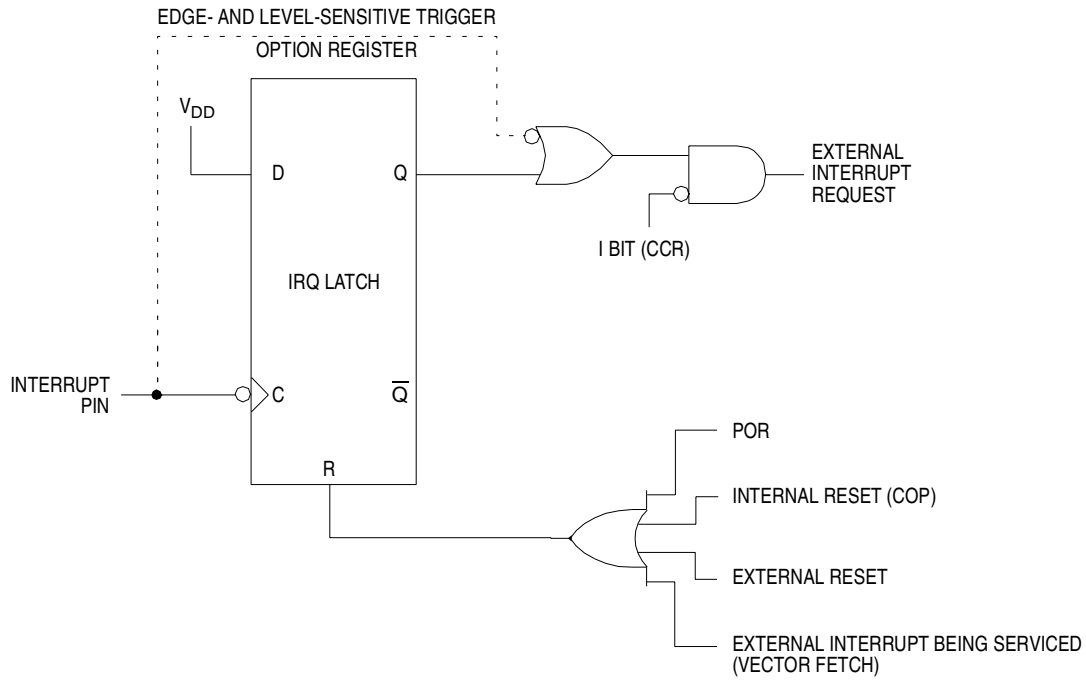 EDGE- AND LEVEL-SENSITIVE TRIGGER
OPTION REGISTER
VDD
D
Q
EXTERNAL
INTERRUPT
REQUEST
I BIT (CCR)
IRQ LATCH
INTERRUPT
PIN
C
Q̅
R
POR
INTERNAL RESET (COP)
EXTERNAL RESET
EXTERNAL INTERRUPT BEING SERVICED
(VECTOR FETCH)